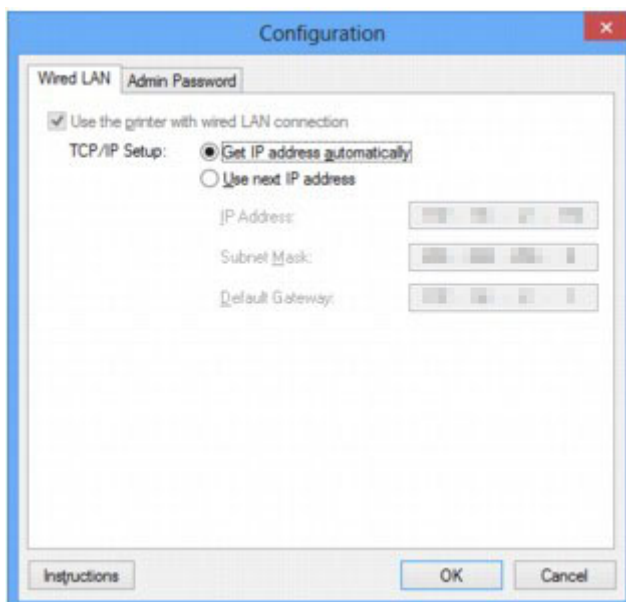 Configuration
Wired LAN
Admin Password
Use the printer with wired LAN connection
TCP/IP Setup:
Get IP address automatically
Use next IP address
IP Address:
Subnet Mask:
Default Gateway:
Instructions
OK
Cancel